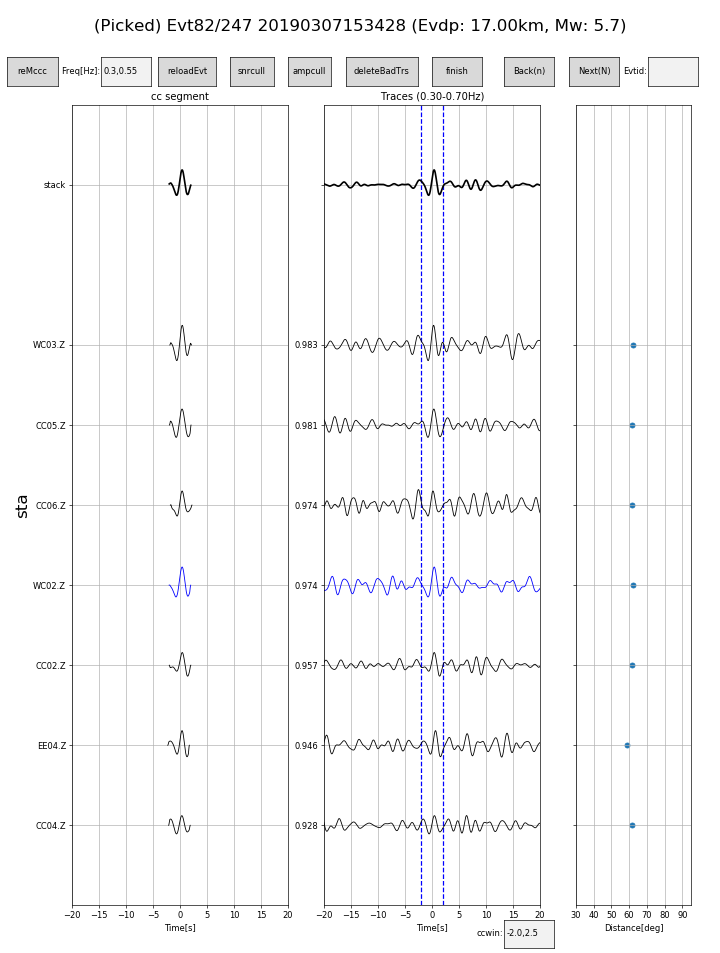 (Picked) Evt82/247 20190307153428 (Evdp: 17.00km, Mw: 5.7)
reMccc Freq[Hz]: 0.3,0.55 reloadEvt snrcull ampcull deleteBadTrs finish Back(n) Next(N) Evtid:
cc segment Traces (0.30-0.70Hz)
stack
WC03.Z 0.983
CC05.Z 0.981
CC06.Z 0.974
sta
WC02.Z 0.974
CC02.Z 0.957
EE04.Z 0.946
CC04.Z 0.928
−20 −15 −10 −5 0 5 10 15 20 −20 −15 −10 −5 0 5 10 15 20 30 40 50 60 70 80 90
Time[s] Time[s] Distance[deg]
ccwin: -2.0,2.5